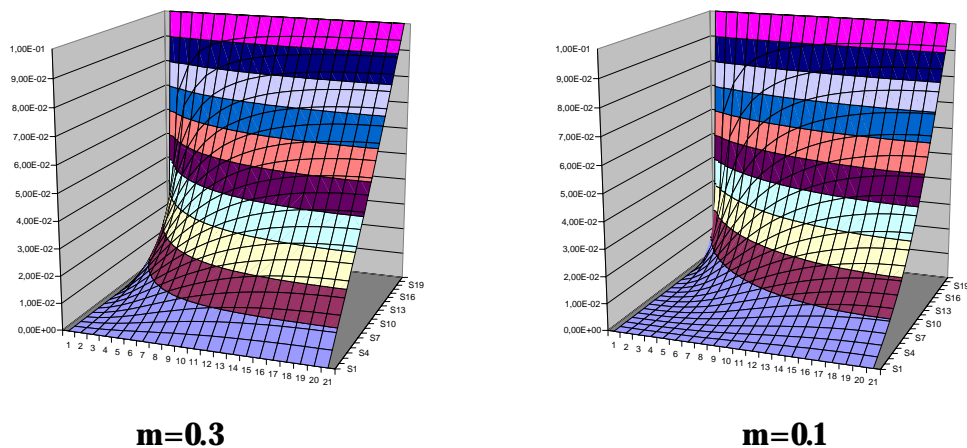 1,00E-01
9,00E-02
8,00E-02
7,00E-02
6,00E-02
5,00E-02
4,00E-02
3,00E-02
2,00E-02
1,00E-02
0,00E+00
1 2 3 4 5 6 7 8 9 10 11 12 13 14 15 16 17 18 19 20 21
S19
S16
S13
S10
S7
S4
S1
m=0.3
1,00E-01
9,00E-02
8,00E-02
7,00E-02
6,00E-02
5,00E-02
4,00E-02
3,00E-02
2,00E-02
1,00E-02
0,00E+00
1 2 3 4 5 6 7 8 9 10 11 12 13 14 15 16 17 18 19 20 21
S19
S16
S13
S10
S7
S4
S1
m=0.1